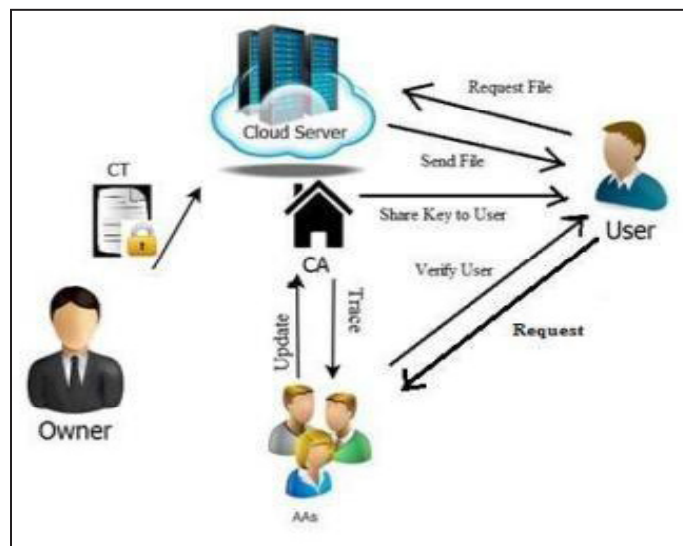 Cloud Server
Request File
Send File
CT
Share Key to User
User
CA
Verify User
Update
Trace
Request
Owner
AAs